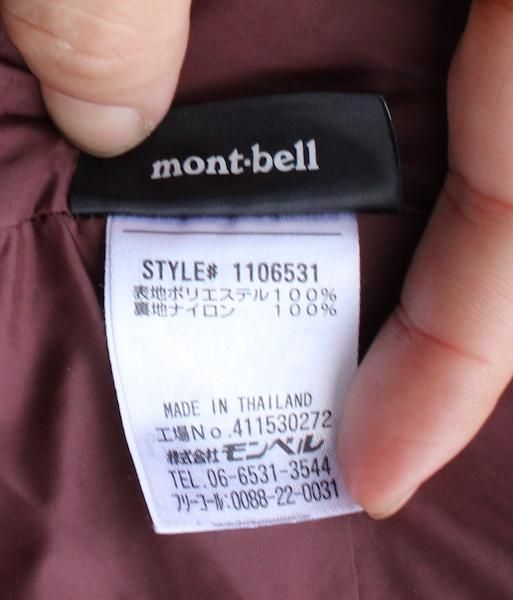 mont-bell
STYLE# 1106531
表地ポリエステル100%
裏地ナイロン 100%
MADE IN THAILAND
工場No.411530272
株式会社モンベル
TEL.06-6531-3544
フリーコール:0088-22-0031